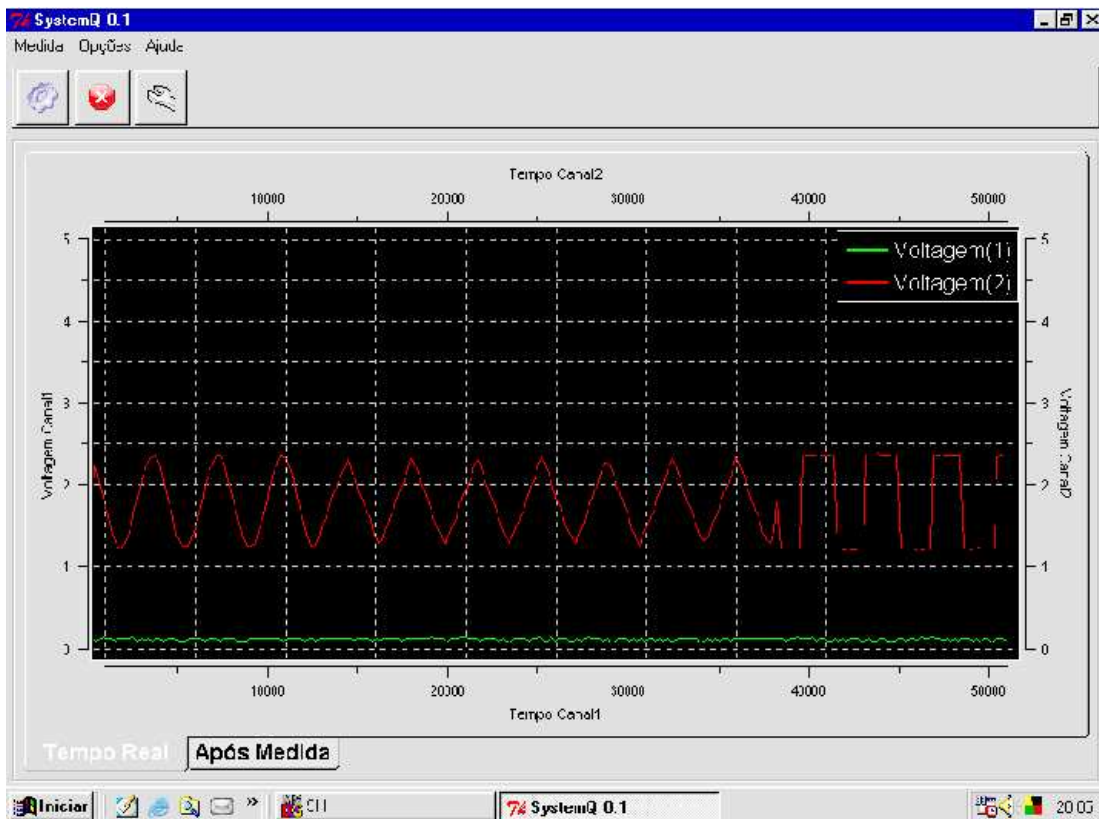 SystemQ 0.1
Medida Opções Ajuda
Tempo Canal2
10000 20000 30000 40000 50000
5 5
Voltagem(1)
Voltagem(2)
4 4
3 3
Voltagem Canal1
Voltagem Canal2
2 2
1 1
0 0
10000 20000 30000 40000 50000
Tempo Canal1
Tempo Real Após Medida
Iniciar » SystemQ 0.1 20:05